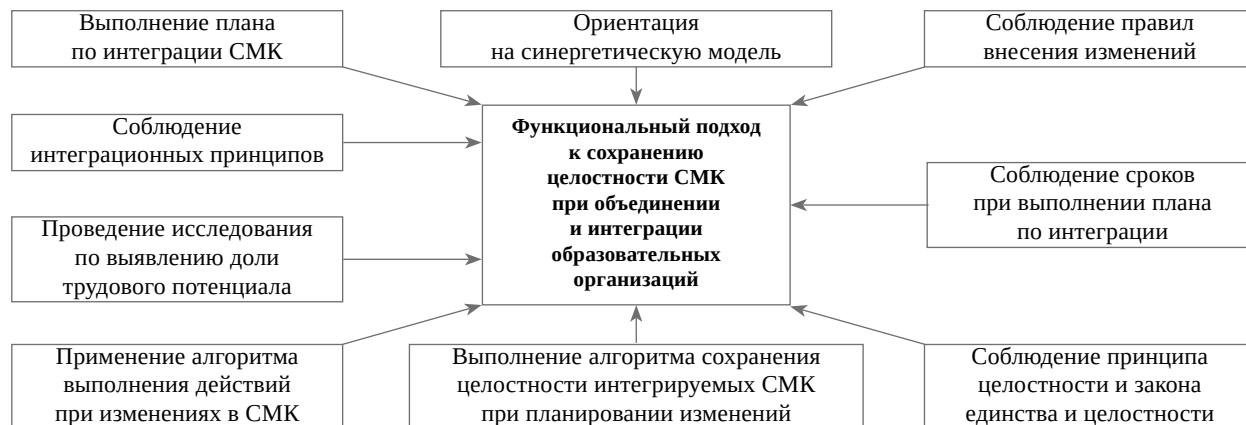 Выполнение плана
по интеграции СМК
Ориентация
на синергетическую модель
Соблюдение правил
внесения изменений
Соблюдение
интеграционных принципов
Функциональный подход
к сохранению
целостности СМК
при объединении
и интеграции
образовательных
организаций
Соблюдение сроков
при выполнении плана
по интеграции
Проведение исследования
по выявлению доли
трудового потенциала
Применение алгоритма
выполнения действий
при изменениях в СМК
Выполнение алгоритма сохранения
целостности интегрируемых СМК
при планировании изменений
Соблюдение принципа
целостности и закона
единства и целостности